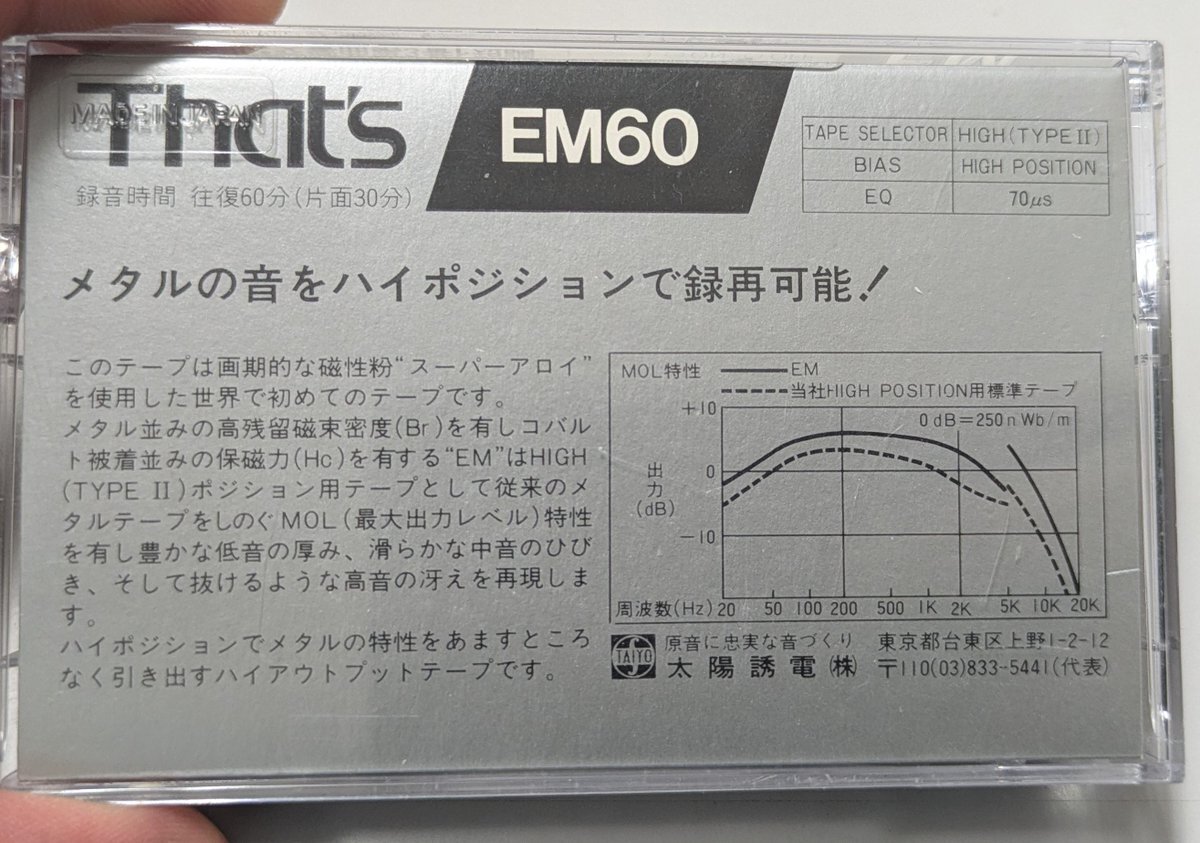 That's
MADE IN JAPAN
EM60
録音時間 往復60分(片面30分)
TAPE SELECTOR HIGH(TYPE II)
BIAS HIGH POSITION
EQ 70μs
メタルの音をハイポジションで録再可能!
このテープは画期的な磁性粉“スーパーアロイ”
を使用した世界で初めてのテープです。
メタル並みの高残留磁束密度(Br)を有しコバル
ト被着並みの保磁力(Hc)を有する“EM”はHIGH
(TYPE II)ポジション用テープとして従来のメ
タルテープをしのぐMOL(最大出力レベル)特性
を有し豊かな低音の厚み、滑らかな中音のひび
き、そして抜けるような高音の冴えを再現しま
す。
ハイポジションでメタルの特性をあますところ
なく引き出すハイアウトプットテープです。
MOL特性 EM
当社HIGH POSITION用標準テープ
0dB=250nWb/m
+10
0
-10
出力(dB)
周波数(Hz) 20 50 100 200 500 1K 2K 5K 10K 20K
TAIYO
原音に忠実な音づくり 東京都台東区上野1-2-12
太陽誘電(株) 〒110(03)833-5441(代表)